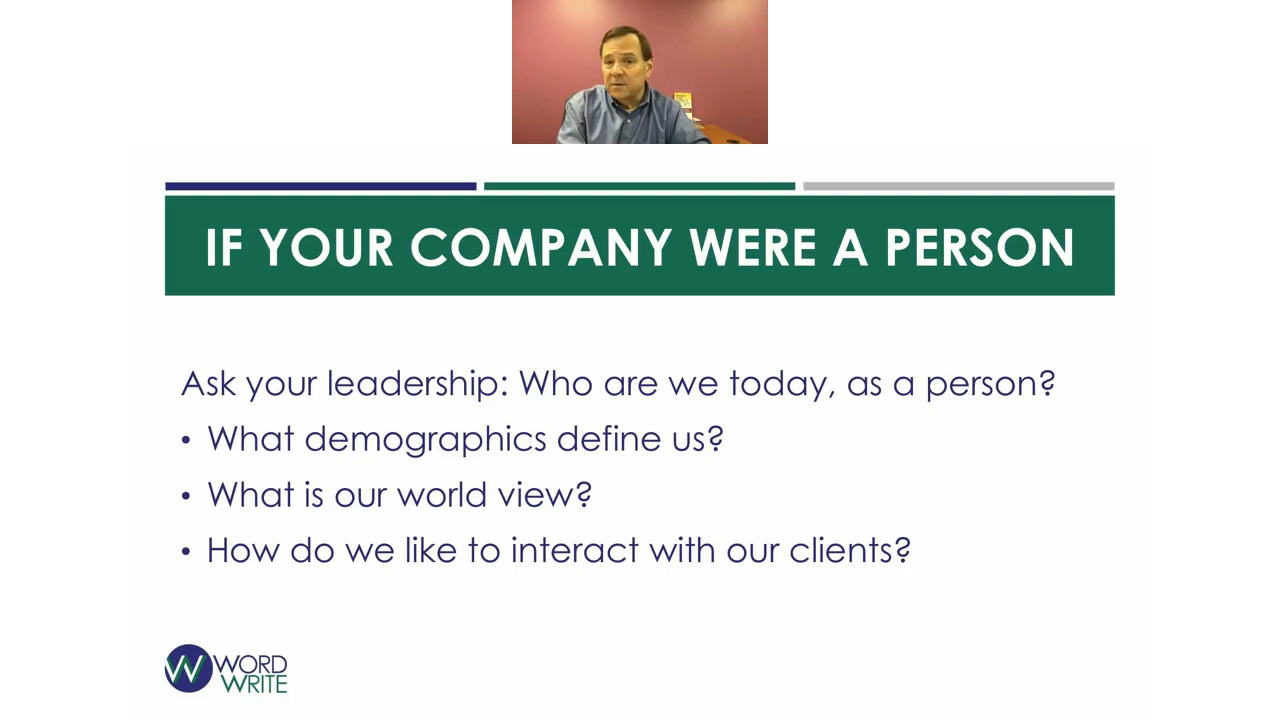 IF YOUR COMPANY WERE A PERSON
Ask your leadership: Who are we today, as a person?
• What demographics define us?
• What is our world view?
• How do we like to interact with our clients?
W WORD
WRITE